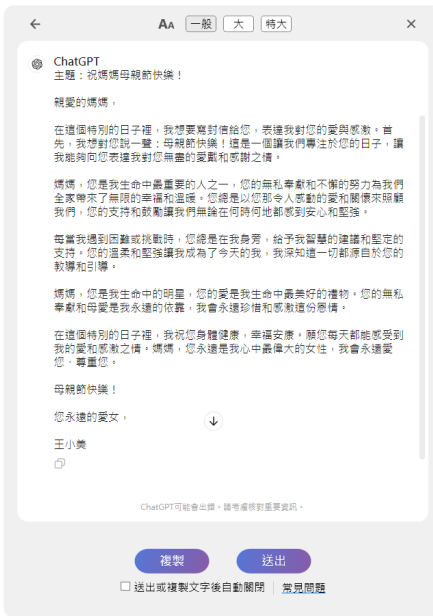 AA 一般 大 特大
ChatGPT
主題：祝媽媽母親節快樂！
親愛的媽媽，
在這個特別的日子裡，我想要寫封信給您，表達我對您的愛與感激。首
先，我想對您說一聲：母親節快樂！這是一個讓我們專注於您的日子，讓
我能夠向您表達我對您無盡的愛戴和感謝之情。
媽媽，您是我生命中最重要的人之一，您的無私奉獻和不懈的努力為我們
全家帶來了無限的幸福和溫暖。您總是以您那令人感動的愛和關懷來照顧
我們，您的支持和鼓勵讓我們無論在何時何地都感到安心和堅強。
每當我遇到困難或挑戰時，您總是在我身旁，給予我智慧的建議和堅定的
支持。您的溫柔和堅強讓我成為了今天的我，我深知這一切都源自於您的
教導和引導。
媽媽，您是我生命中的明星，您的愛是我生命中最美好的禮物。您的無私
奉獻和母愛是我永遠的依靠，我會永遠珍惜和感激這份恩情。
在這個特別的日子裡，我祝您身體健康，幸福安康。願您每天都能感受到
我的愛和感激之情。媽媽，您永遠是我心中最偉大的女性，我會永遠愛
您、尊重您。
母親節快樂！
您永遠的愛女，
王小美
ChatGPT可能會出錯。請考慮核對重要資訊。
複製 送出
送出或複製文字後自動關閉 常見問題